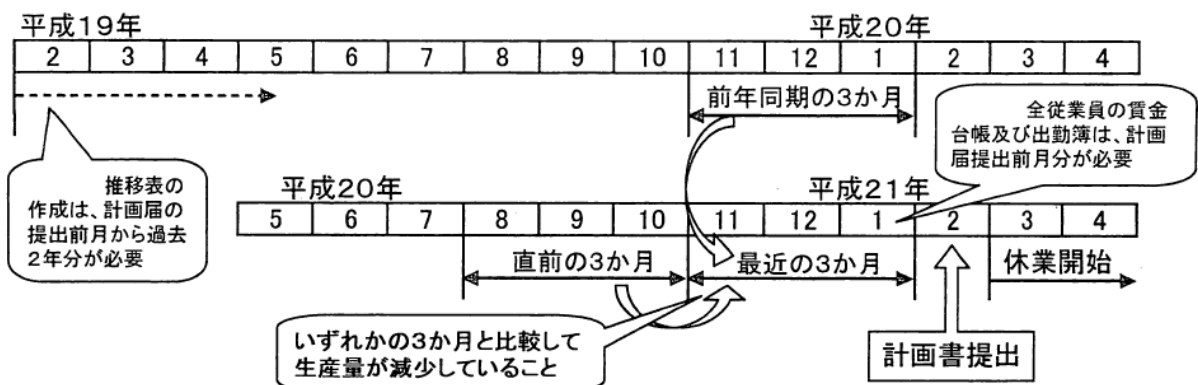 平成19年 平成20年
2 3 4 5 6 7 8 9 10 11 12 1 2 3 4
前年同期の3か月
全従業員の賃金
台帳及び出勤簿は、計画
届提出前月分が必要
推移表の
作成は、計画届の
提出前月から過去
2年分が必要
平成20年 平成21年
5 6 7 8 9 10 11 12 1 2 3 4
直前の3か月 最近の3か月 休業開始
いずれかの3か月と比較して
生産量が減少していること
計画書提出